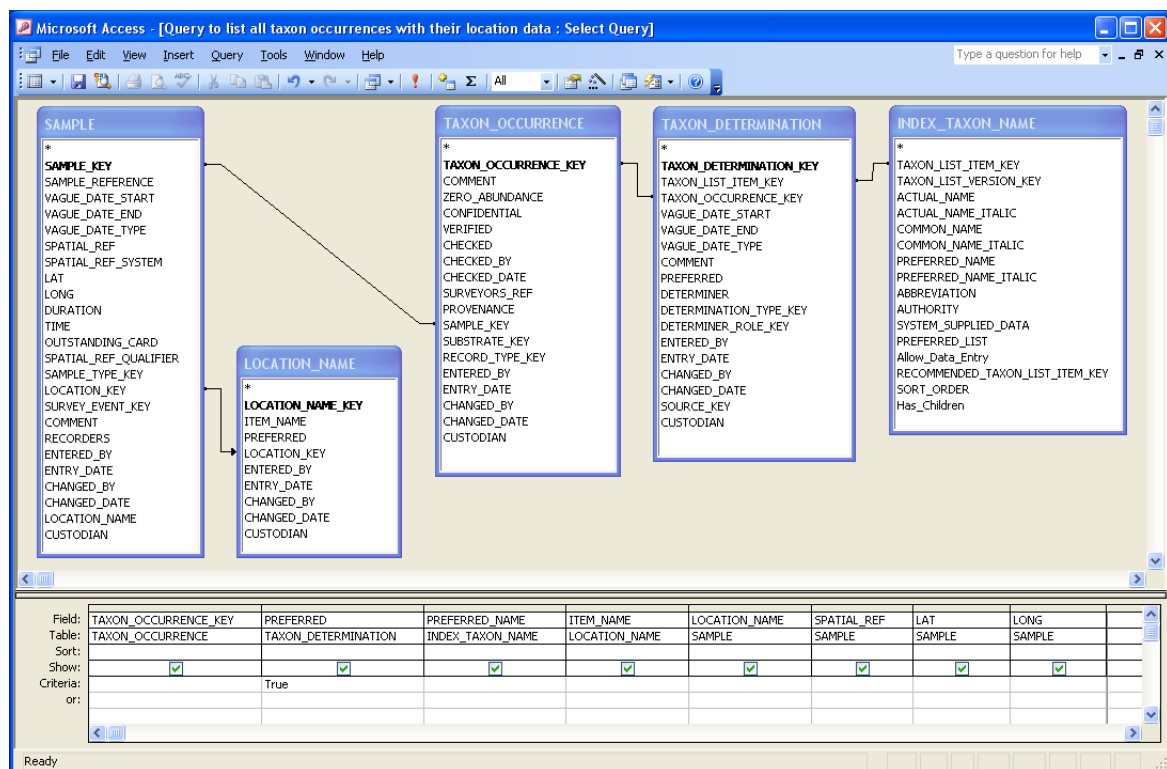 Microsoft Access - [Query to list all taxon occurrences with their location data : Select Query]
File Edit View Insert Query Tools Window Help
Type a question for help
All
SAMPLE
*
SAMPLE_KEY
SAMPLE_REFERENCE
VAGUE_DATE_START
VAGUE_DATE_END
VAGUE_DATE_TYPE
SPATIAL_REF
SPATIAL_REF_SYSTEM
LAT
LONG
DURATION
TIME
OUTSTANDING_CARD
SPATIAL_REF_QUALIFIER
SAMPLE_TYPE_KEY
LOCATION_KEY
SURVEY_EVENT_KEY
COMMENT
RECORDERS
ENTERED_BY
ENTRY_DATE
CHANGED_BY
CHANGED_DATE
LOCATION_NAME
CUSTODIAN
LOCATION_NAME
*
LOCATION_NAME_KEY
ITEM_NAME
PREFERRED
LOCATION_KEY
ENTERED_BY
ENTRY_DATE
CHANGED_BY
CHANGED_DATE
CUSTODIAN
TAXON_OCCURRENCE
*
TAXON_OCCURRENCE_KEY
COMMENT
ZERO_ABUNDANCE
CONFIDENTIAL
VERIFIED
CHECKED
CHECKED_BY
CHECKED_DATE
SURVEYORS_REF
PROVENANCE
SAMPLE_KEY
SUBSTRATE_KEY
RECORD_TYPE_KEY
ENTERED_BY
ENTRY_DATE
CHANGED_BY
CHANGED_DATE
CUSTODIAN
TAXON_DETERMINATION
*
TAXON_DETERMINATION_KEY
TAXON_LIST_ITEM_KEY
TAXON_OCCURRENCE_KEY
VAGUE_DATE_START
VAGUE_DATE_END
VAGUE_DATE_TYPE
COMMENT
PREFERRED
DETERMINER
DETERMINATION_TYPE_KEY
DETERMINER_ROLE_KEY
ENTERED_BY
ENTRY_DATE
CHANGED_BY
CHANGED_DATE
SOURCE_KEY
CUSTODIAN
INDEX_TAXON_NAME
*
TAXON_LIST_ITEM_KEY
TAXON_LIST_VERSION_KEY
ACTUAL_NAME
ACTUAL_NAME_ITALIC
COMMON_NAME
COMMON_NAME_ITALIC
PREFERRED_NAME
PREFERRED_NAME_ITALIC
ABBREVIATION
AUTHORITY
SYSTEM_SUPPLIED_DATA
PREFERRED_LIST
Allow_Data_Entry
RECOMMENDED_TAXON_LIST_ITEM_KEY
SORT_ORDER
Has_Children
Field: TAXON_OCCURRENCE_KEY PREFERRED PREFERRED_NAME ITEM_NAME LOCATION_NAME SPATIAL_REF LAT LONG
Table: TAXON_OCCURRENCE TAXON_DETERMINATION INDEX_TAXON_NAME LOCATION_NAME SAMPLE SAMPLE SAMPLE SAMPLE
Sort:
Show:
Criteria: True
or:
Ready